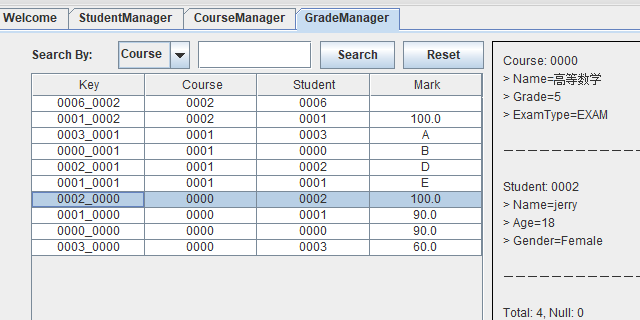 Welcome StudentManager CourseManager GradeManager
Search By: Course Search Reset
Key Course Student Mark
0006_0002 0002 0006
0001_0002 0002 0001 100.0
0003_0001 0001 0003 A
0000_0001 0001 0000 B
0002_0001 0001 0002 D
0001_0001 0001 0001 E
0002_0000 0000 0002 100.0
0001_0000 0000 0001 90.0
0000_0000 0000 0000 90.0
0003_0000 0000 0003 60.0
Course: 0000
> Name=高等数学
> Grade=5
> ExamType=EXAM
Student: 0002
> Name=jerry
> Age=18
> Gender=Female
Total: 4, Null: 0